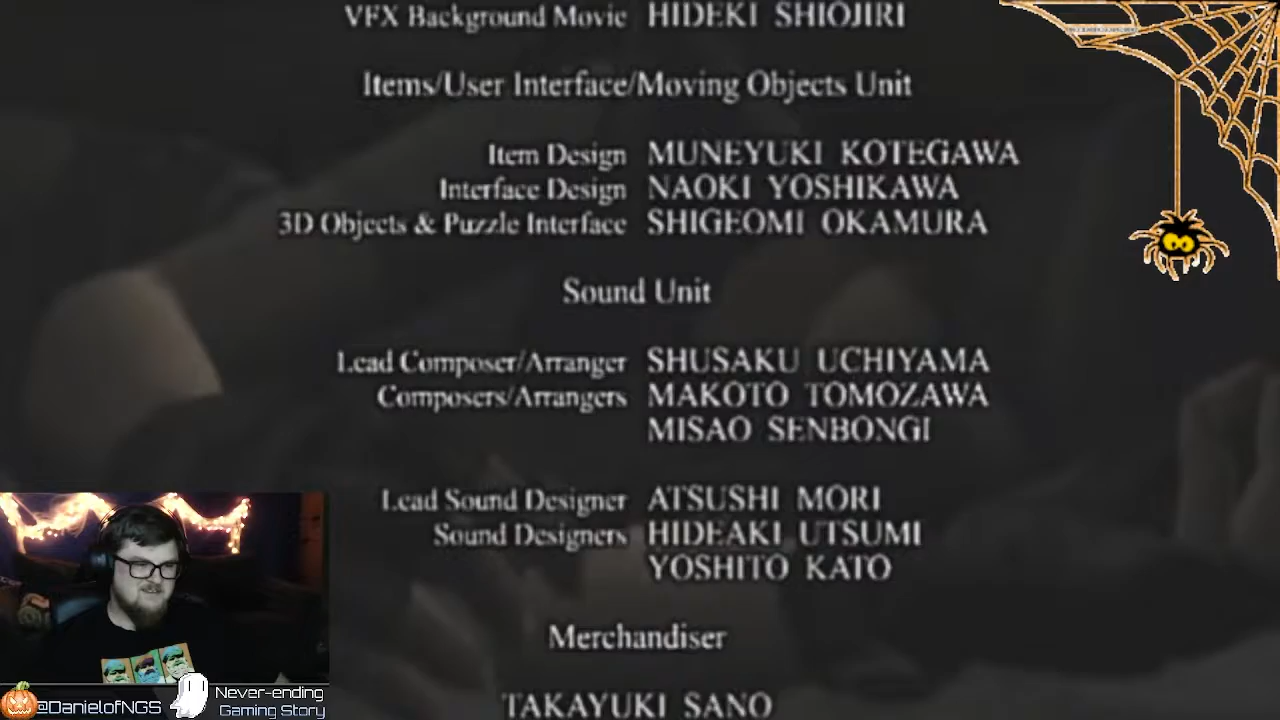 VFX Background Movie HIDEKI SHIOJIRI
Items/User Interface/Moving Objects Unit
Item Design MUNEYUKI KOTEGAWA
Interface Design NAOKI YOSHIKAWA
3D Objects & Puzzle Interface SHIGEOMI OKAMURA
Sound Unit
Lead Composer/Arranger SHUSAKU UCHIYAMA
Composers/Arrangers MAKOTO TOMOZAWA
MISAO SENBONGI
Lead Sound Designer ATSUSHI MORI
Sound Designers HIDEAKI UTSUMI
YOSHITO KATO
Merchandiser
TAKAYUKI SANO
@DanielofNGS
Never-ending
Gaming Story